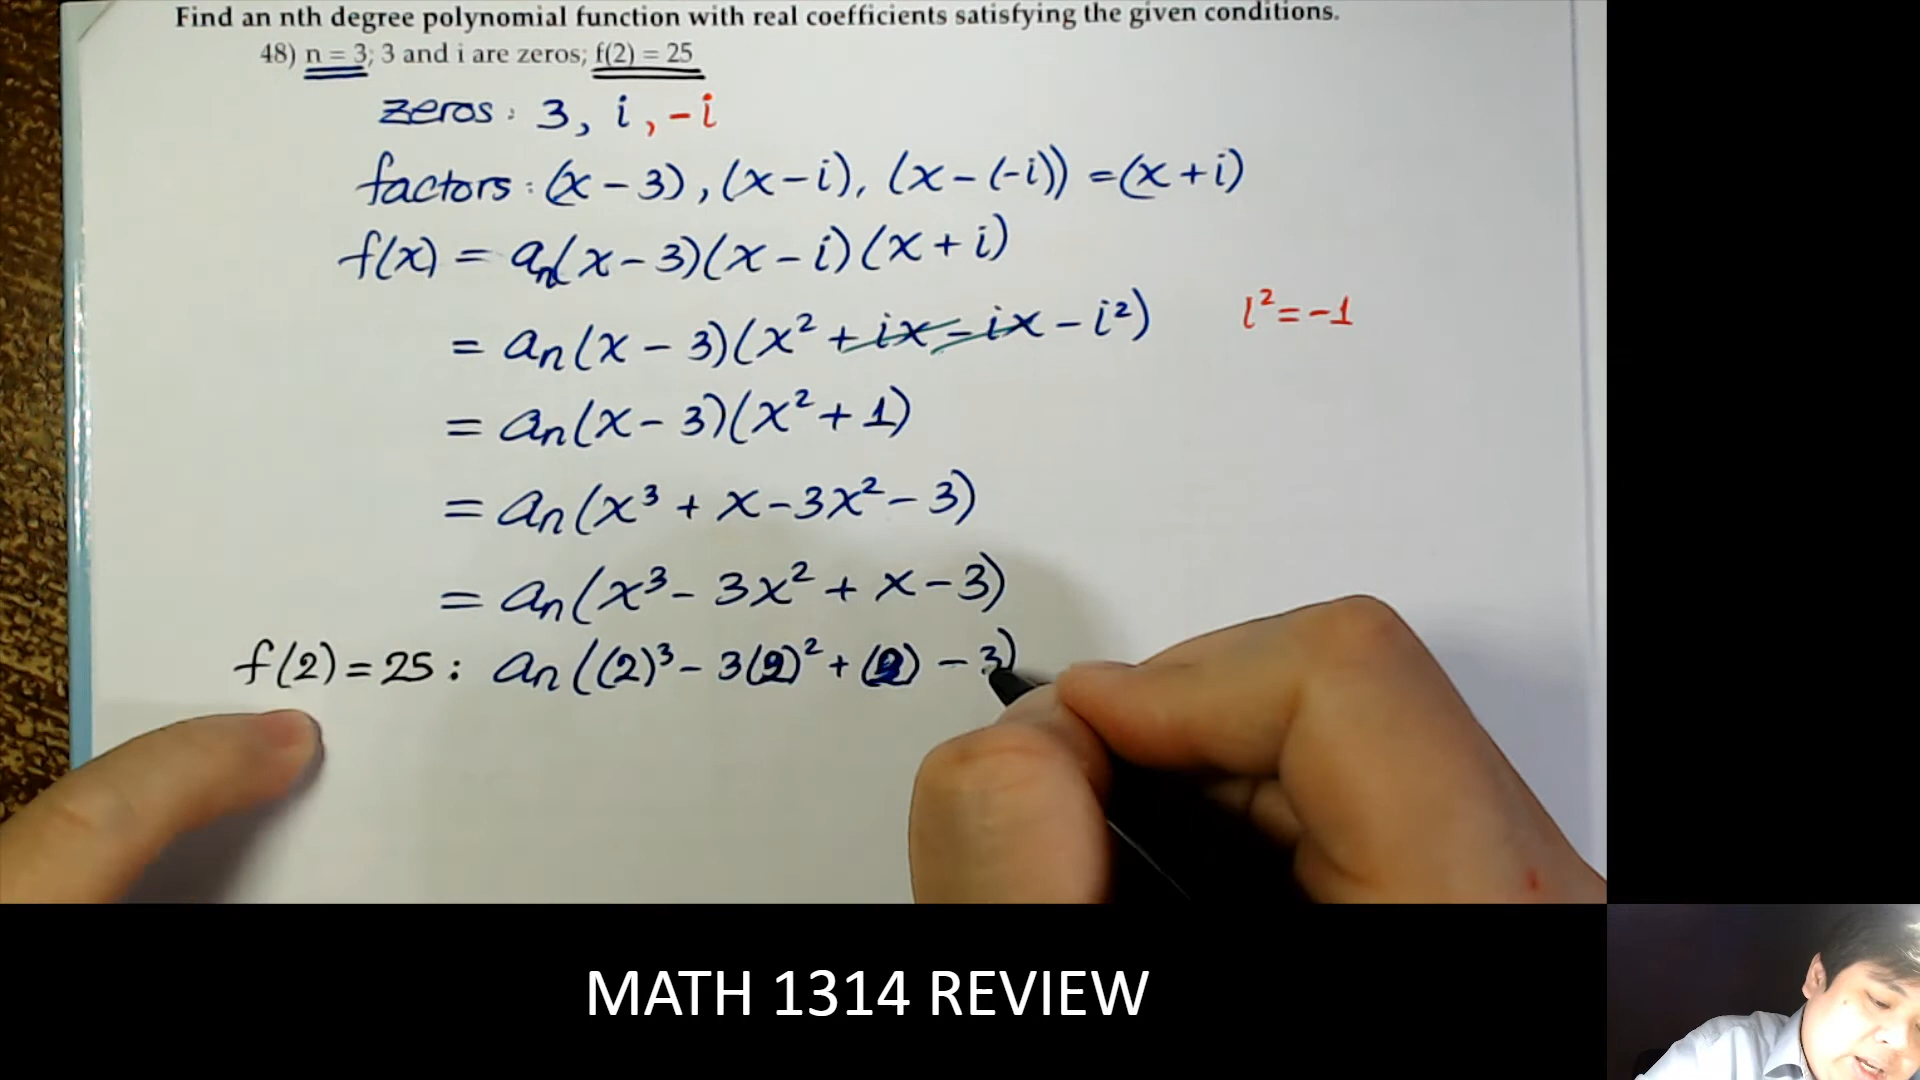 Find an nth degree polynomial function with real coefficients satisfying the given conditions.
48) n = 3; 3 and i are zeros; f(2) = 25
zeros: 3, i, -i
factors: (x - 3), (x - i), (x - (-i)) = (x + i)
f(x) = aₙ(x - 3)(x - i)(x + i)
= aₙ(x - 3)(x² + ix - ix - i²) i² = -1
= aₙ(x - 3)(x² + 1)
= aₙ(x³ + x - 3x² - 3)
= aₙ(x³ - 3x² + x - 3)
f(2) = 25 : aₙ((2)³ - 3(2)² + (2) - 3)
MATH 1314 REVIEW